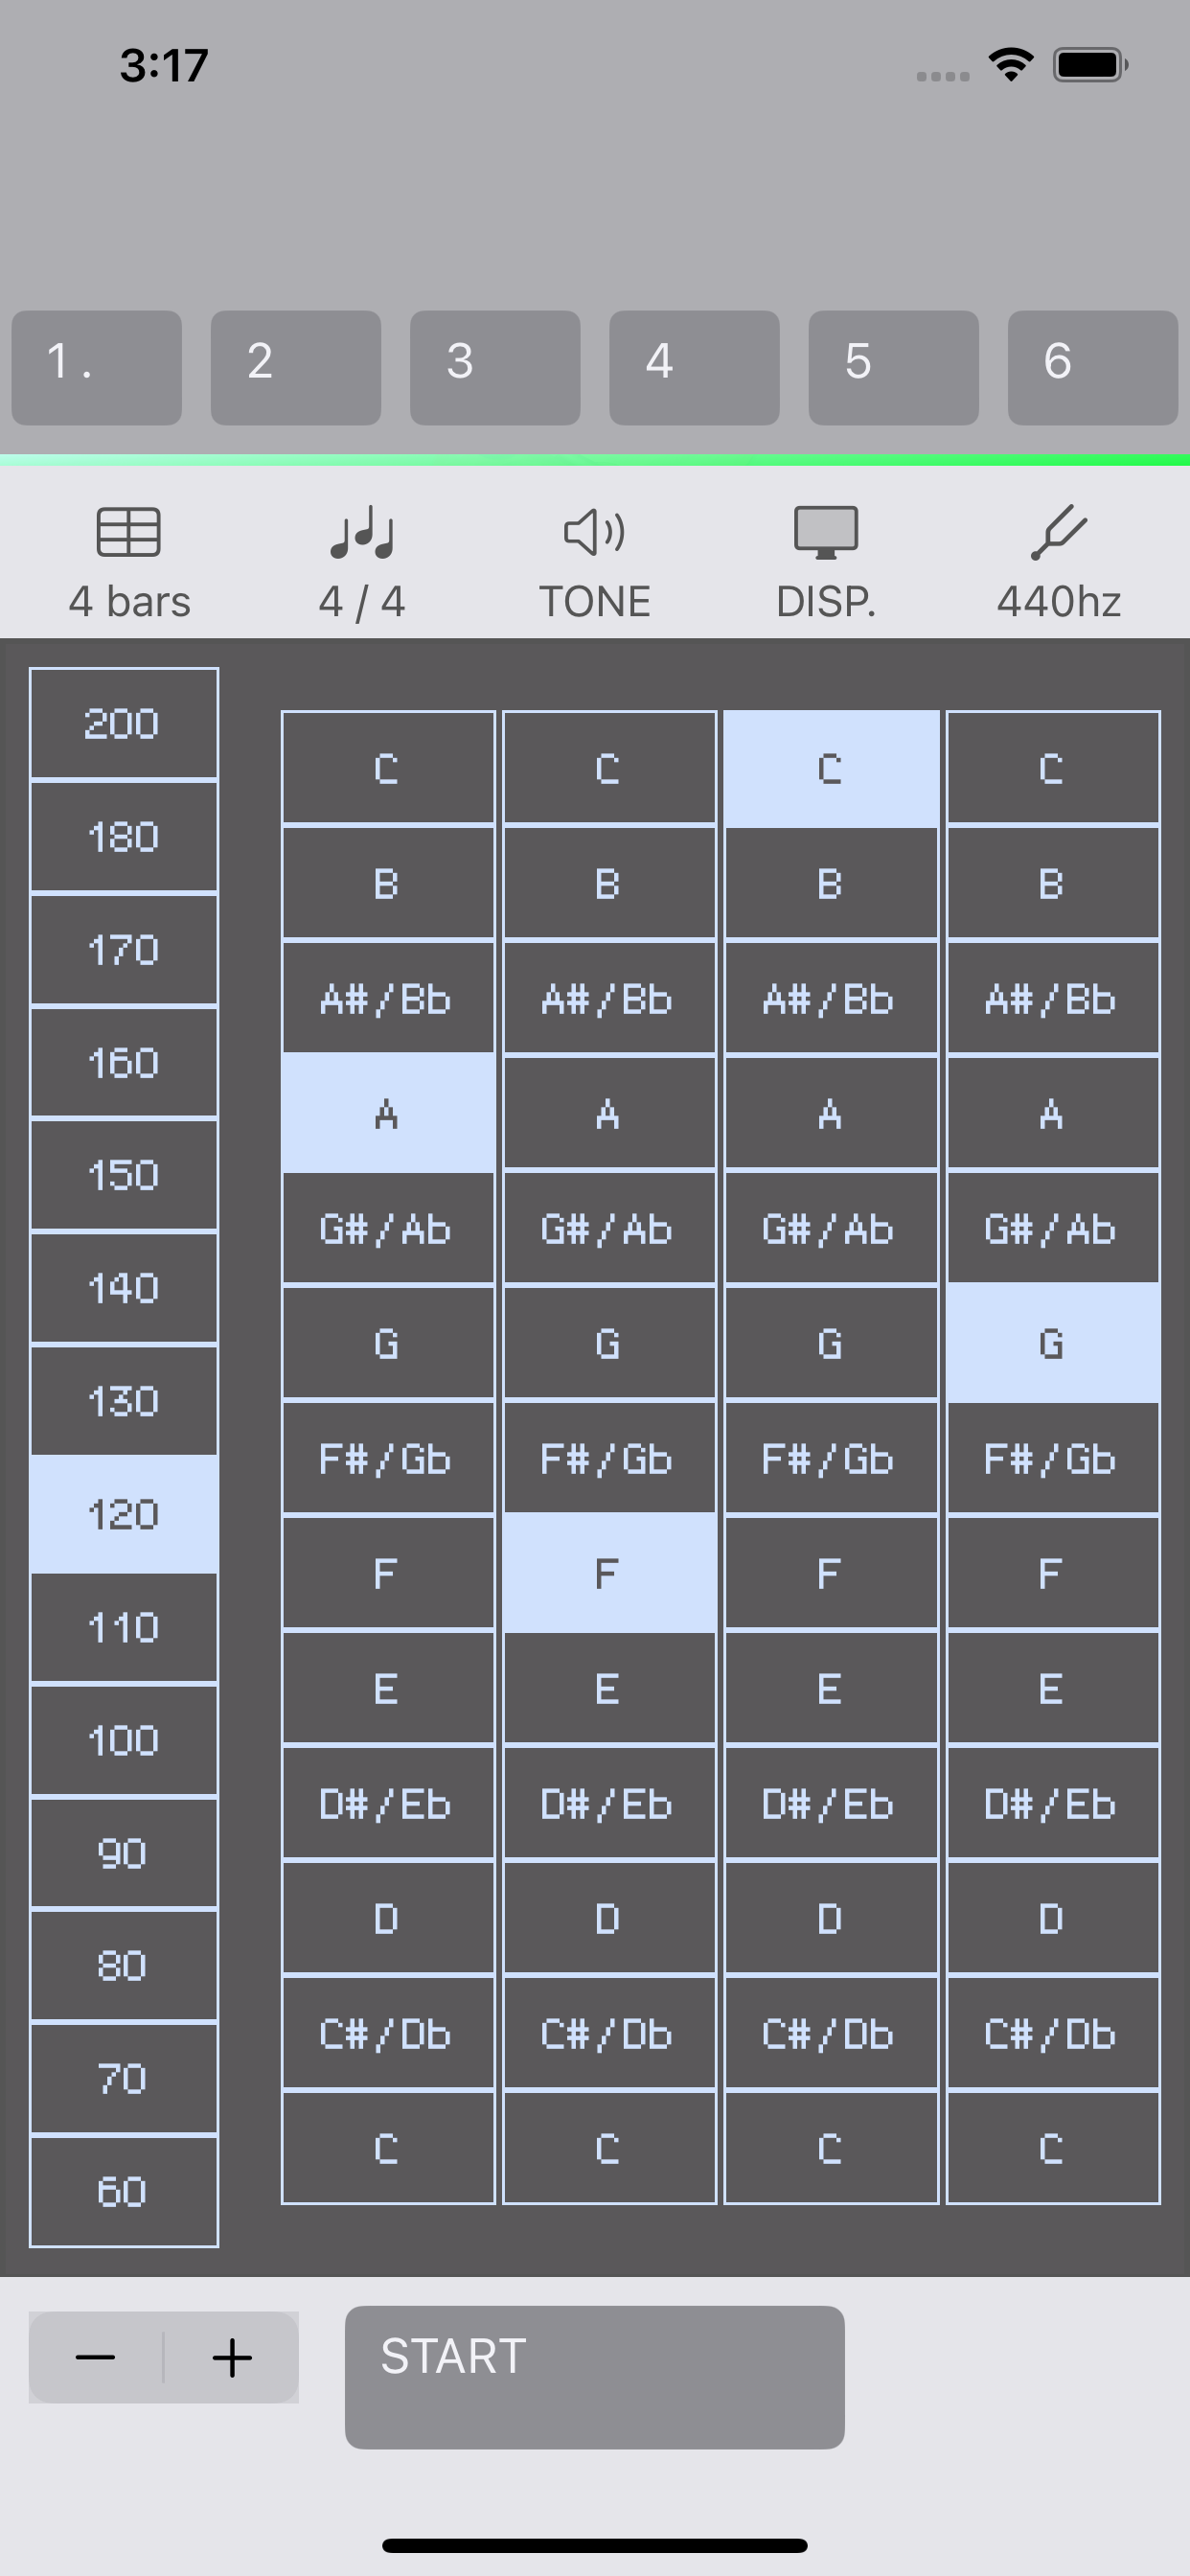 3:17
1 . 2 3 4 5 6
4 bars 4 / 4 TONE DISP. 440hz
200
180
170
160
150
140
130
120
110
100
90
80
70
60
C C C C
B B B B
A#/Bb A#/Bb A#/Bb A#/Bb
A A A A
G#/Ab G#/Ab G#/Ab G#/Ab
G G G G
F#/Gb F#/Gb F#/Gb F#/Gb
F F F F
E E E E
D#/Eb D#/Eb D#/Eb D#/Eb
D D D D
C#/Db C#/Db C#/Db C#/Db
C C C C
START